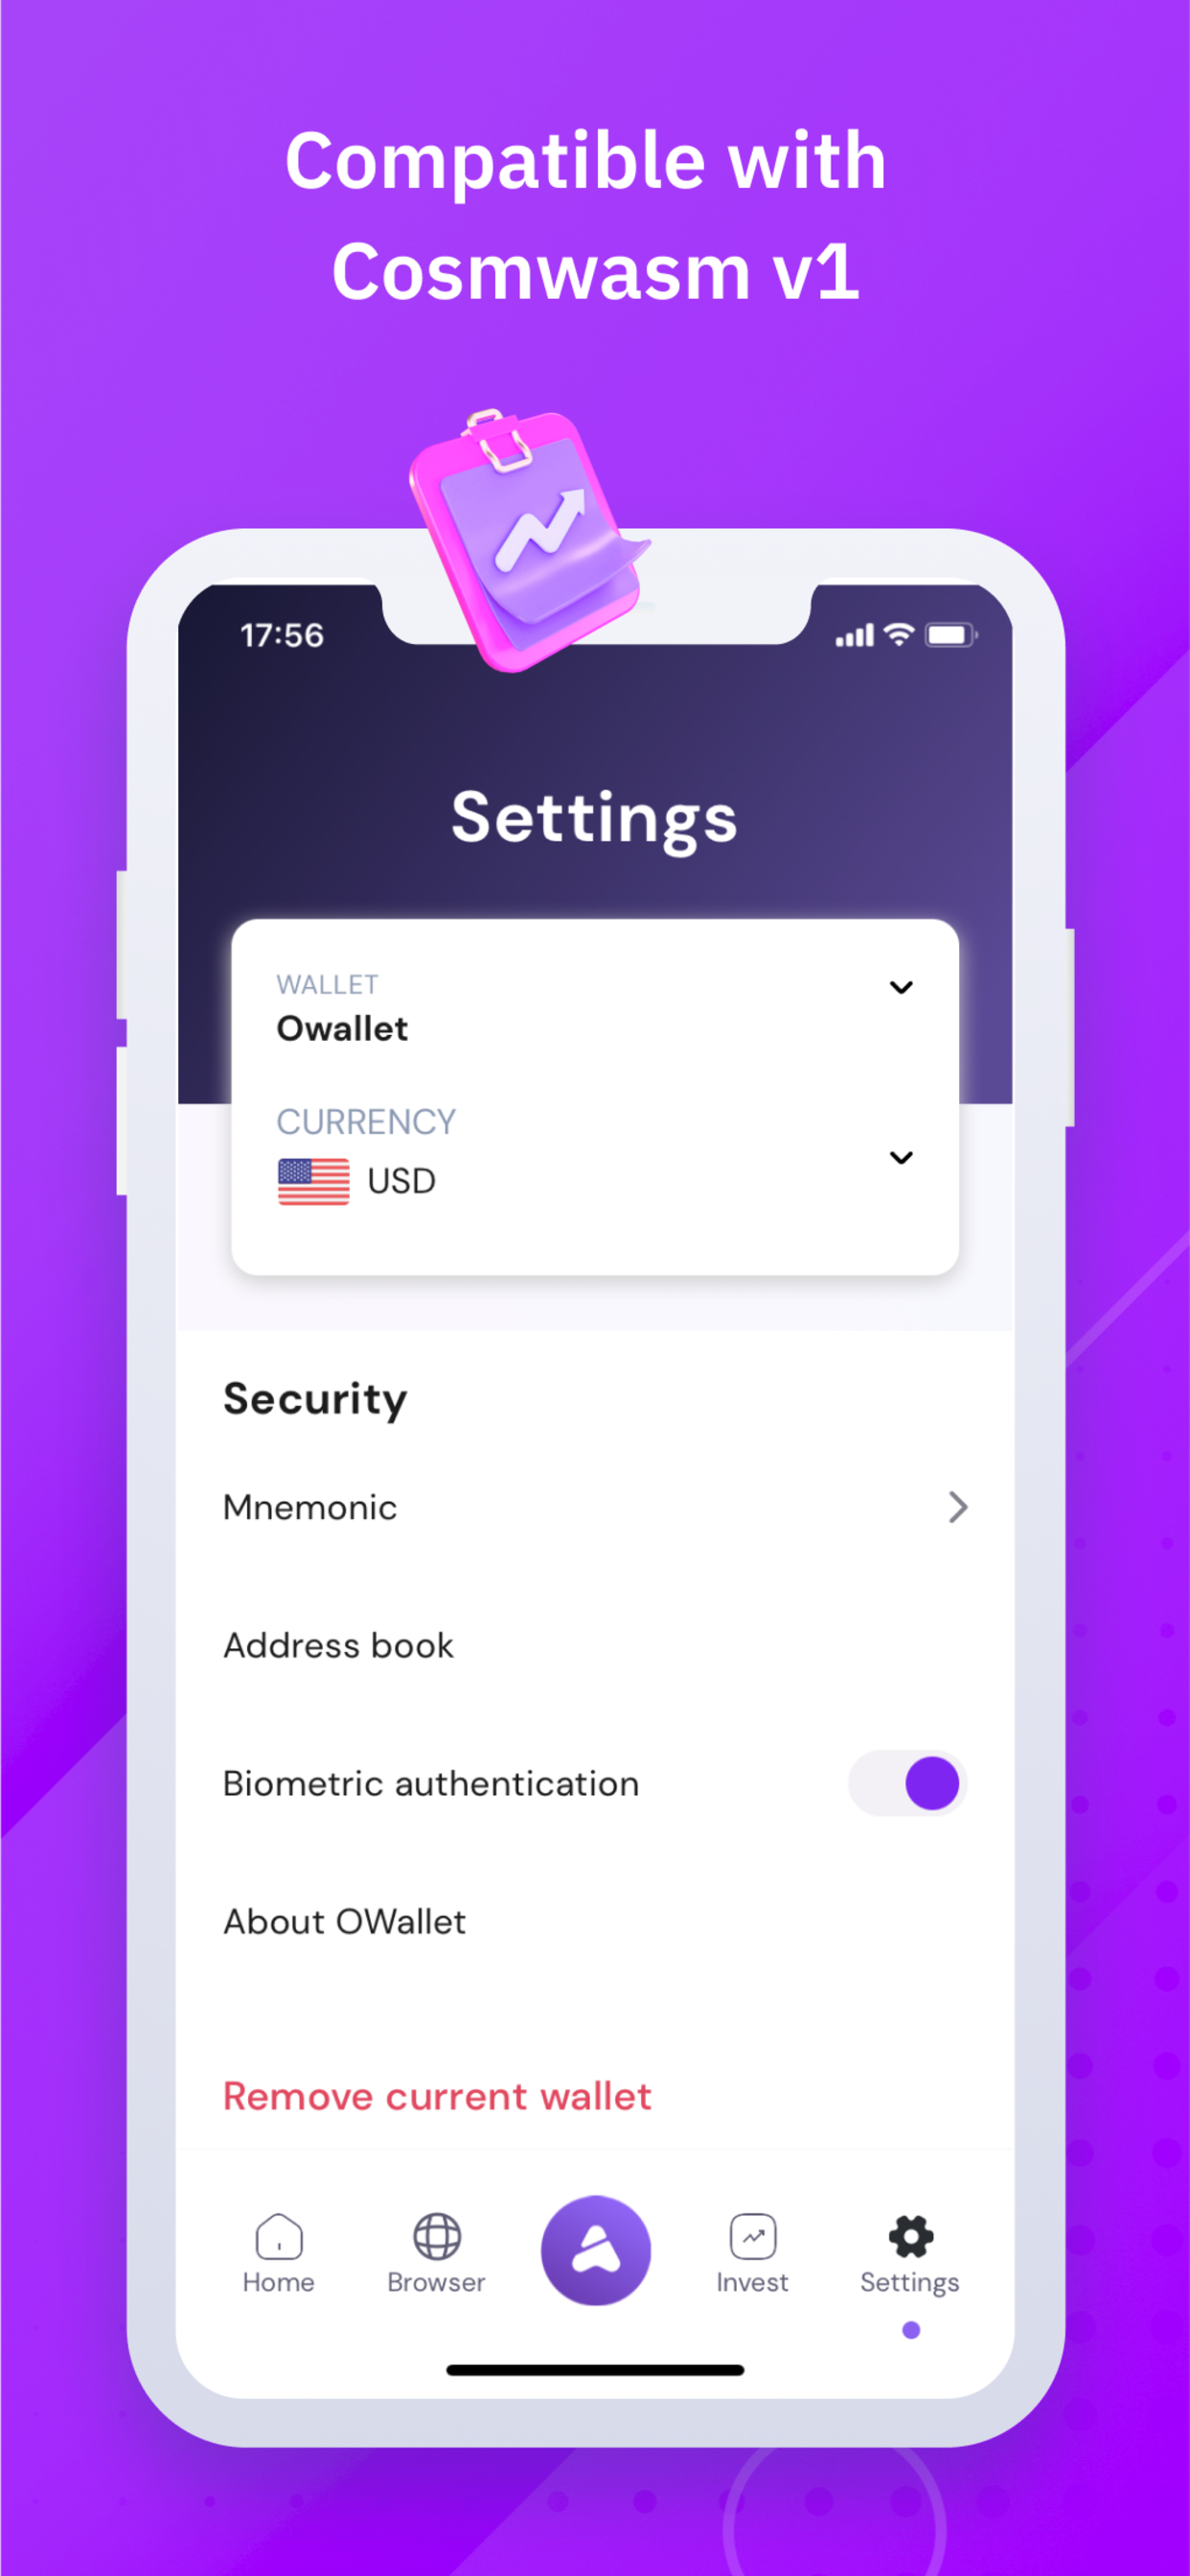 Compatible with
Cosmwasm v1
17:56
Settings
WALLET
Owallet
CURRENCY
USD
Security
Mnemonic
Address book
Biometric authentication
About OWallet
Remove current wallet
Home Browser Invest Settings